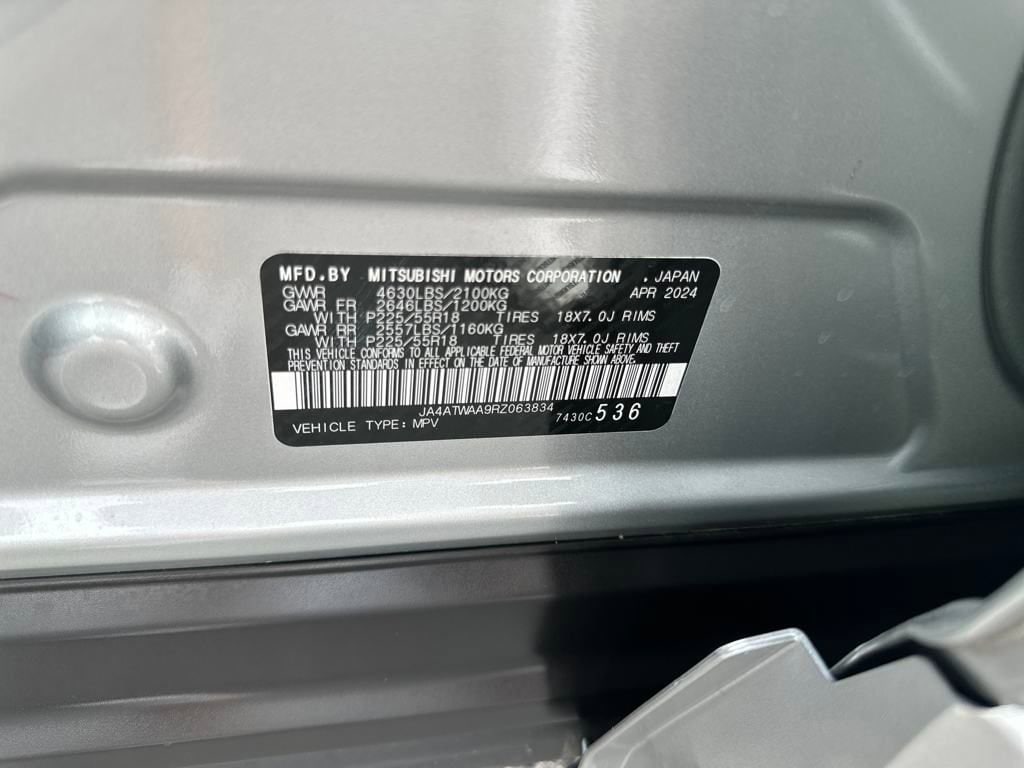 MFD.BY MITSUBISHI MOTORS CORPORATION . JAPAN
GVWR 4630LBS/2100KG APR 2024
GAWR FR 2646LBS/1200KG
WITH P225/55R18 TIRES 18X7.0J RIMS
GAWR RR 2557LBS/1160KG
WITH P225/55R18 TIRES 18X7.0J RIMS
THIS VEHICLE CONFORMS TO ALL APPLICABLE FEDERAL MOTOR VEHICLE SAFETY AND THEFT
PREVENTION STANDARDS IN EFFECT ON THE DATE OF MANUFACTURE SHOWN ABOVE.
JA4ATWAA9RZ063834
VEHICLE TYPE: MPV 7430C 536